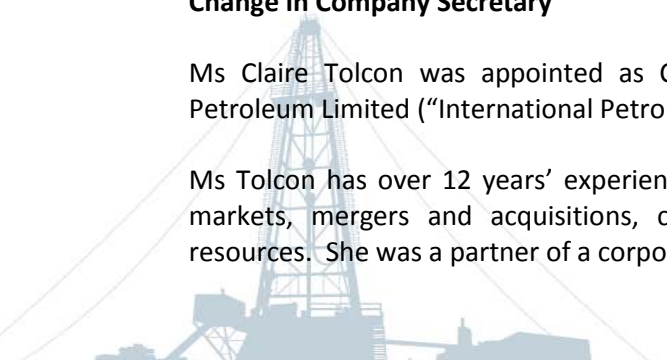 Change in Company Secretary
Ms Claire Tolcon was appointed as
Petroleum Limited (“International Petro
Ms Tolcon has over 12 years’ experien
markets, mergers and acquisitions,
resources. She was a partner of a corpo